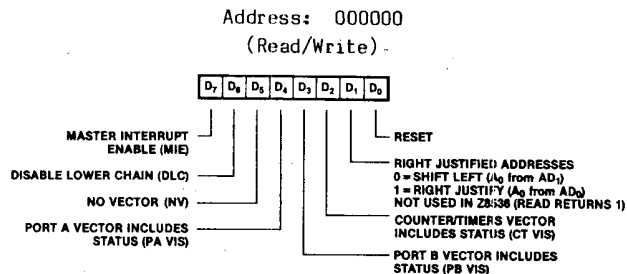 Address: 000000
(Read/Write)
D7 D6 D5 D4 D3 D2 D1 D0
MASTER INTERRUPT
ENABLE (MIE)
DISABLE LOWER CHAIN (DLC)
NO VECTOR (NV)
PORT A VECTOR INCLUDES
STATUS (PA VIS)
RESET
RIGHT JUSTIFIED ADDRESSES
0 = SHIFT LEFT (A0 from AD1)
1 = RIGHT JUSTIFY (A0 from AD0)
NOT USED IN Z8536 (READ RETURNS 1)
COUNTER/TIMERS VECTOR
INCLUDES STATUS (CT VIS)
PORT B VECTOR INCLUDES
STATUS (PB VIS)